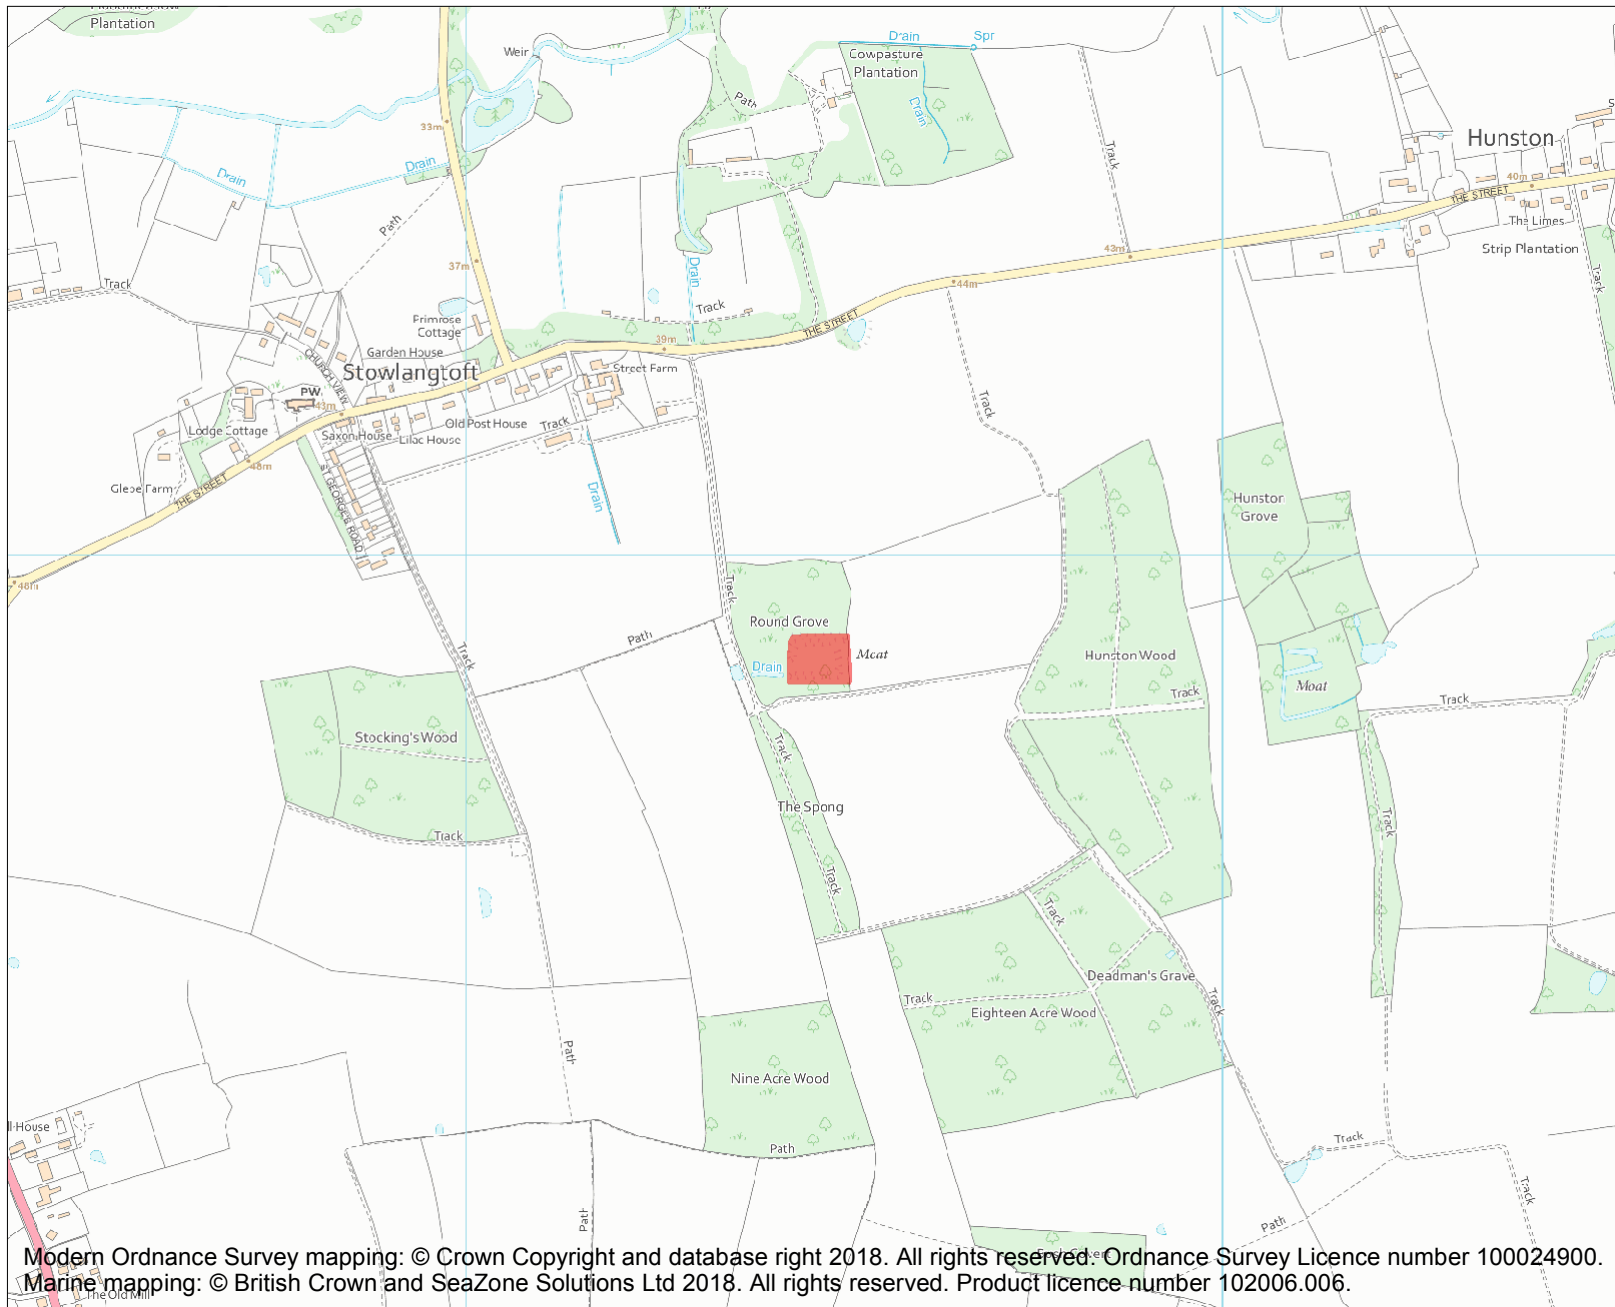 Plantation
Weir
Drain
Spr
Cowpasture
Plantation
Path
Drain
33m
Drain
Drain
Track
Hunston
40m
THE STREET
The Limes
Strip Plantation
Track
Path
37m
43m
44m
Drain
Track
Track
THE STREET
Primrose
Cottage
39m
Garden House
CHURCH VIEW
Stowlangtoft
Street Farm
PW
43m
Track
Lodge Cottage
Saxon House
Lilac House
Old Post House
Track
48m
Glebe Farm
THE STREET
ST GEORGE'S ROAD
Drain
Hunston
Grove
48m
Track
Round Grove
Path
Track
Moat
Drain
Hunston Wood
Moat
Track
Track
Stocking's Wood
Track
The Spong
Track
Track
Track
Track
Deadman's Grave
Track
Eighteen Acre Wood
Track
Path
Nine Acre Wood
Path
ll House
Track
Track
Path
Path
Modern Ordnance Survey mapping: © Crown Copyright and database right 2018. All rights reserved. Ordnance Survey Licence number 100024900.
Marine mapping: © British Crown and SeaZone Solutions Ltd 2018. All rights reserved. Product licence number 102006.006.
The Old Mill